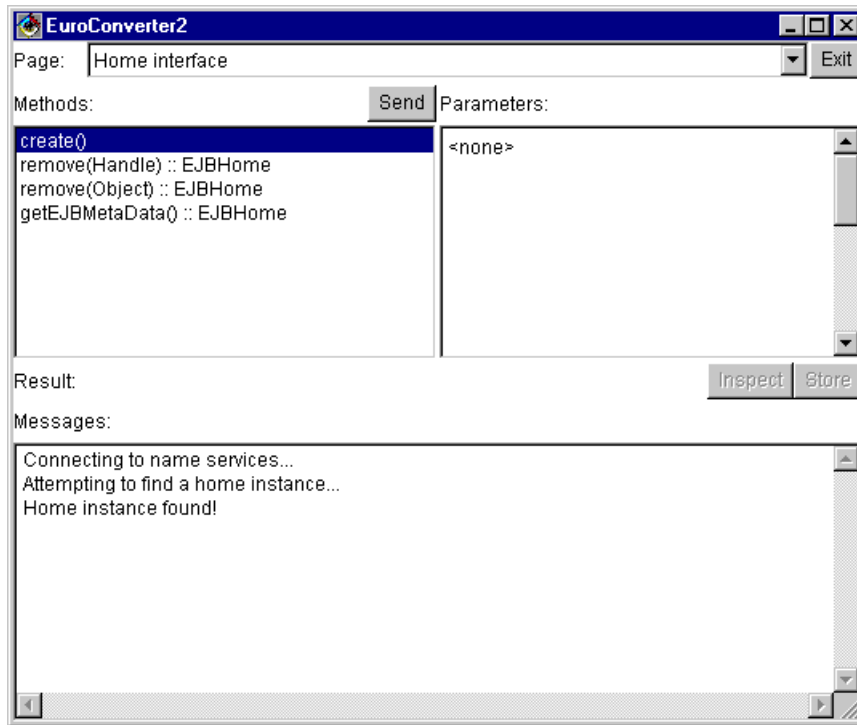 EuroConverter2
Page: Home interface Exit
Methods: Send Parameters:
create()
remove(Handle) :: EJBHome
remove(Object) :: EJBHome
getEJBMetaData() :: EJBHome
<none>
Result: Inspect Store
Messages:
Connecting to name services...
Attempting to find a home instance...
Home instance found!